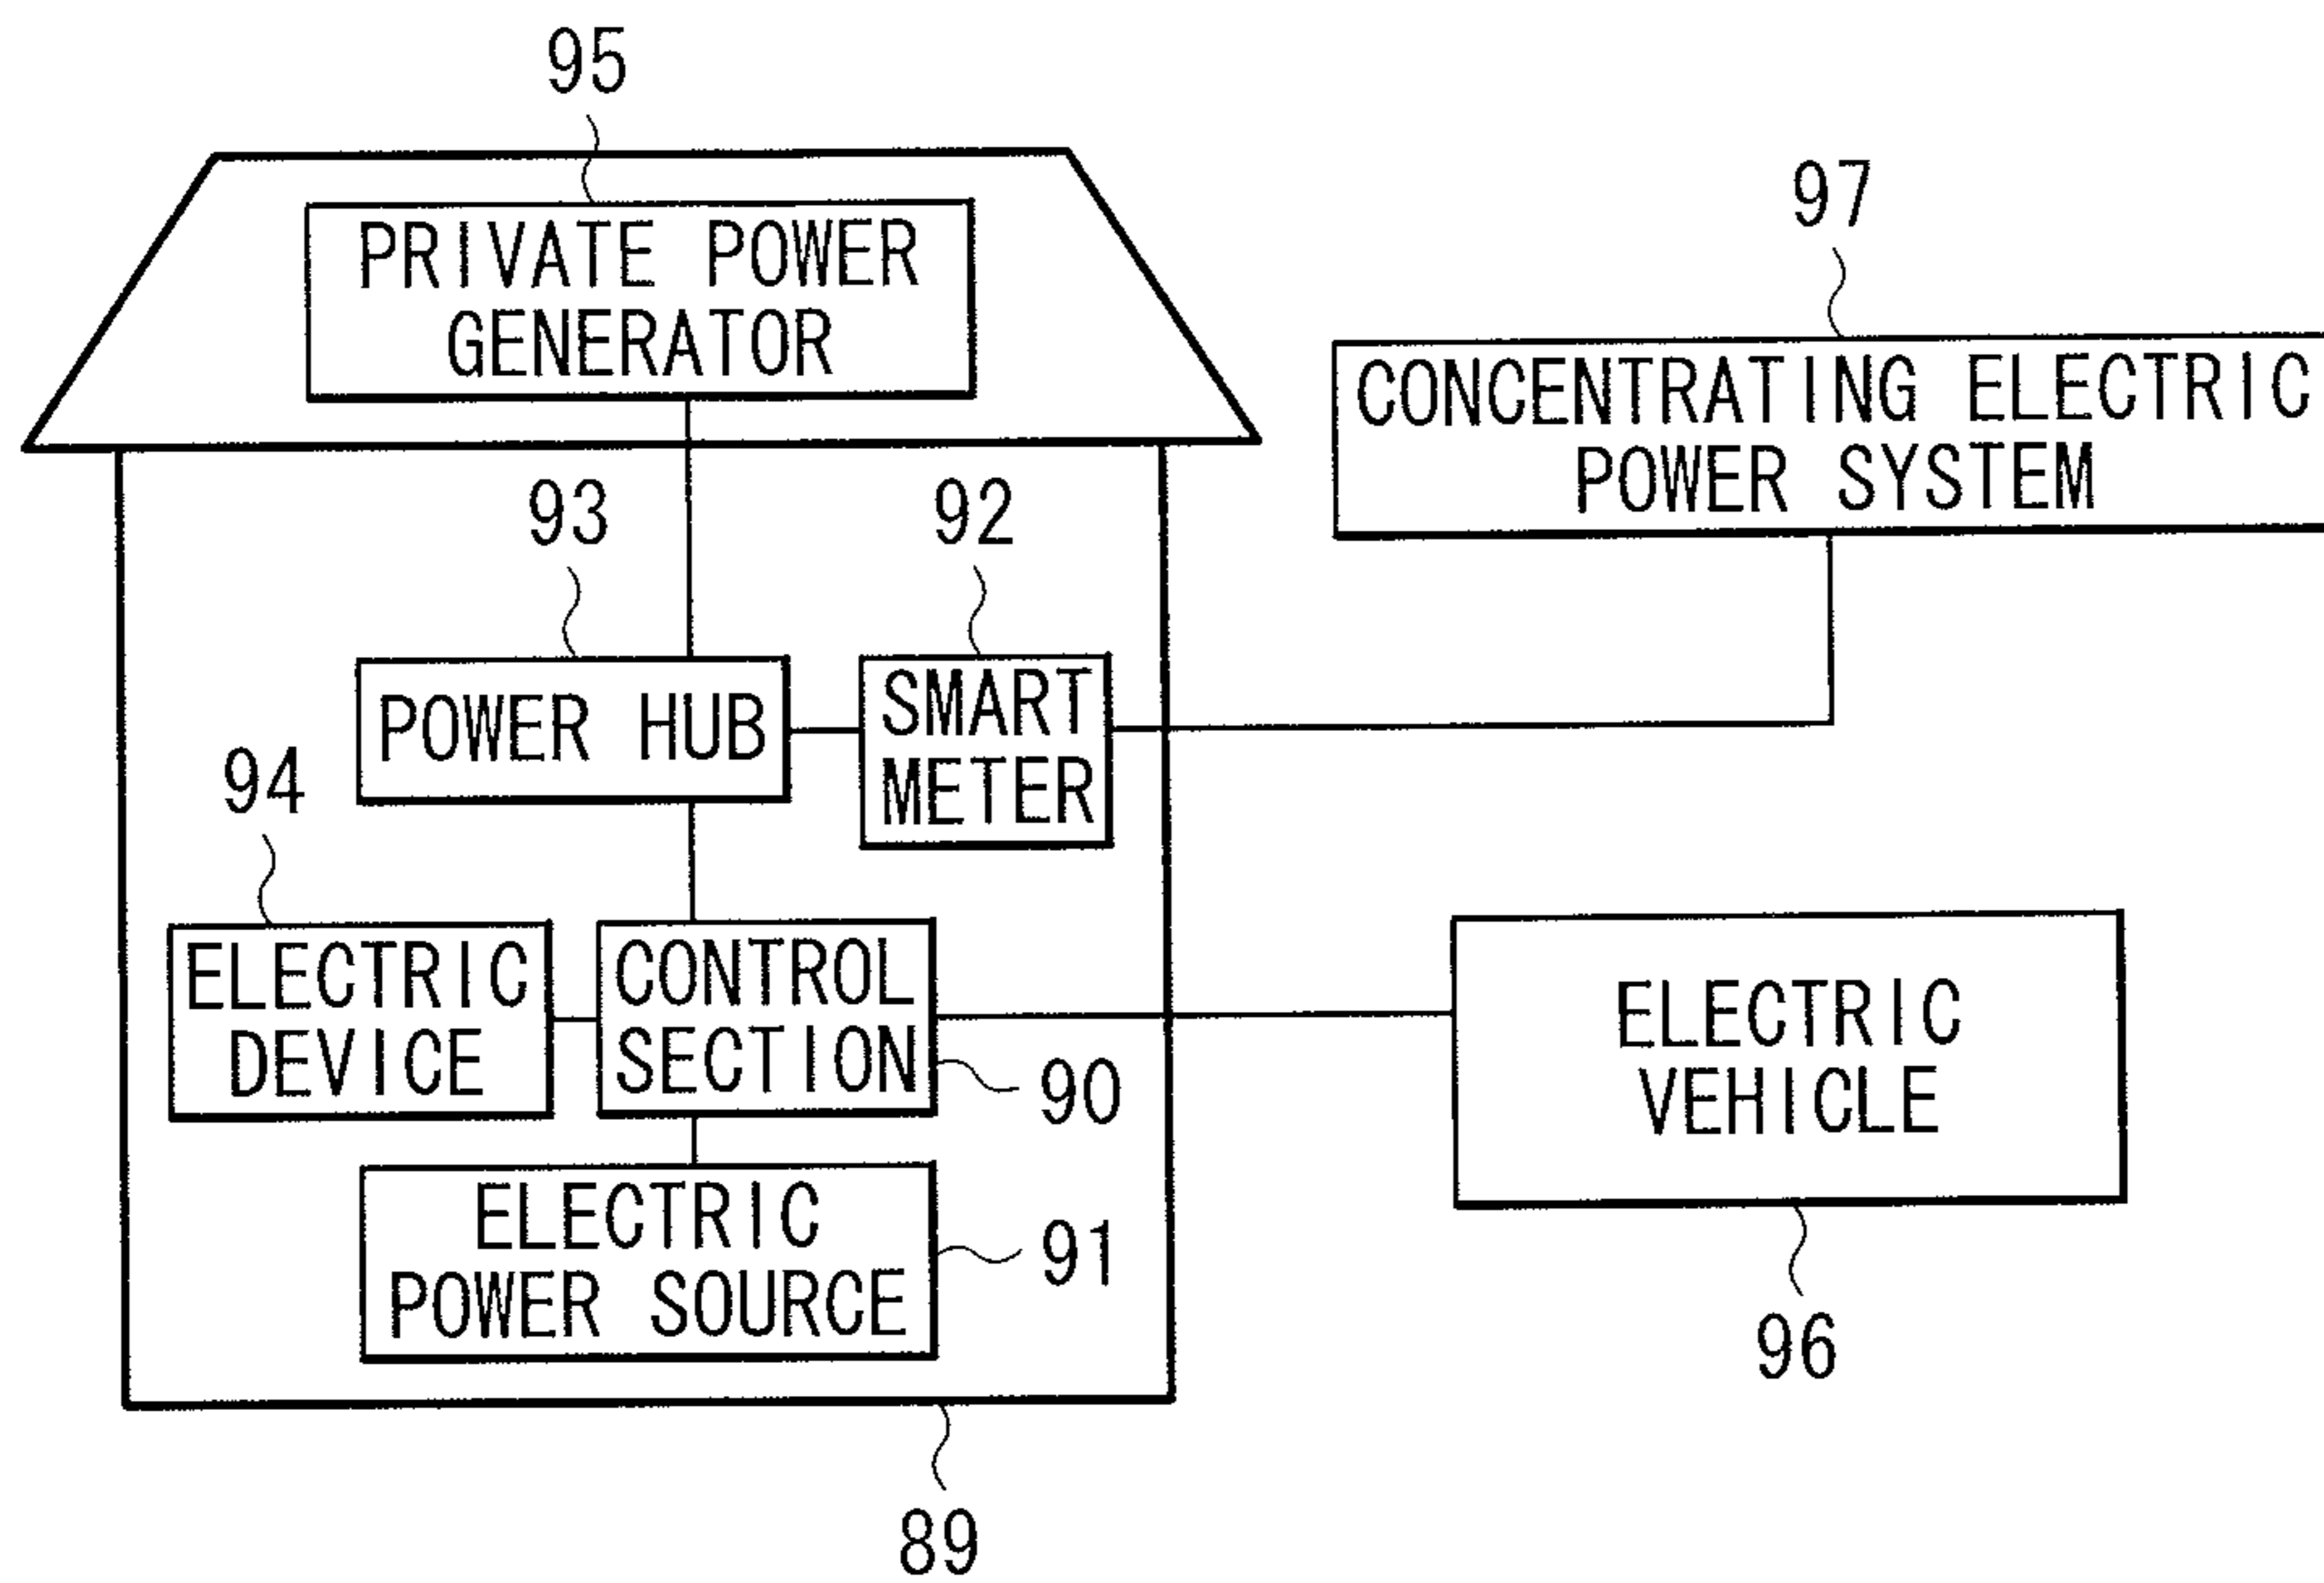 95
PRIVATE POWER
GENERATOR
97
CONCENTRATING ELECTRIC
POWER SYSTEM
93
92
POWER HUB
SMART
METER
94
ELECTRIC
DEVICE
CONTROL
SECTION
90
ELECTRIC
VEHICLE
ELECTRIC
POWER SOURCE
91
96
89